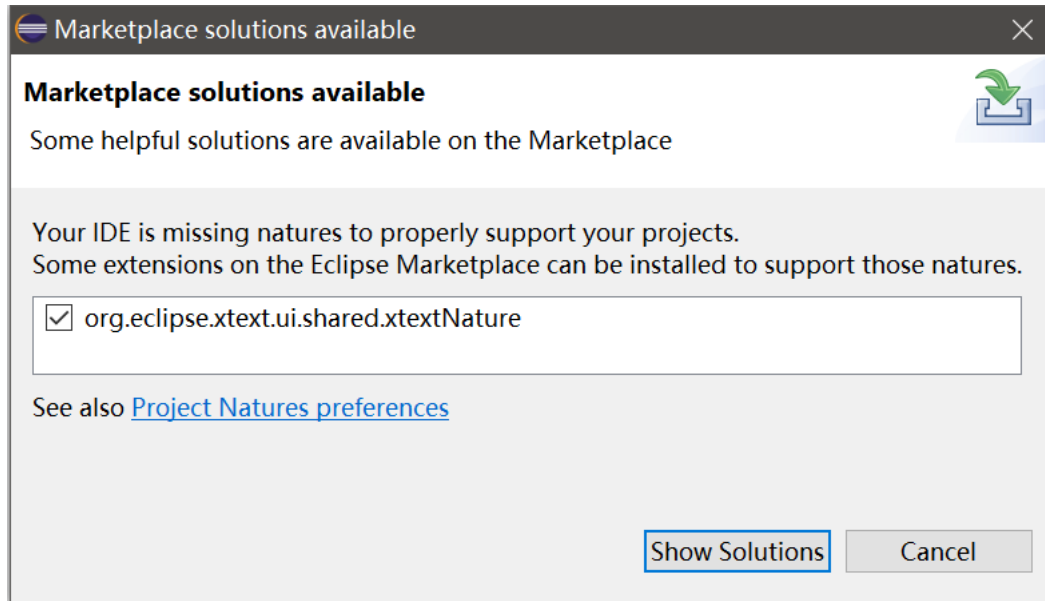 Marketplace solutions available
Marketplace solutions available
Some helpful solutions are available on the Marketplace
Your IDE is missing natures to properly support your projects.
Some extensions on the Eclipse Marketplace can be installed to support those natures.
org.eclipse.xtext.ui.shared.xtextNature
See also Project Natures preferences
Show Solutions Cancel